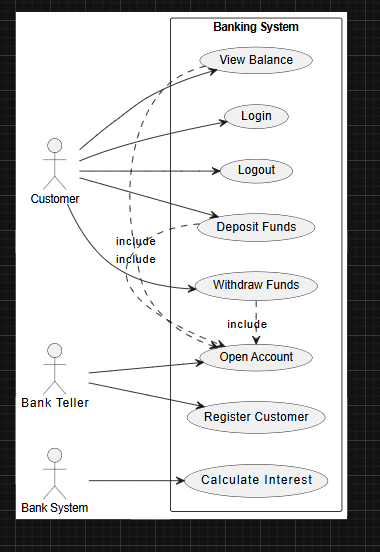 Banking System
View Balance
Login
Logout
Customer
Deposit Funds
include
include
Withdraw Funds
include
Open Account
Bank Teller
Register Customer
Calculate Interest
Bank System